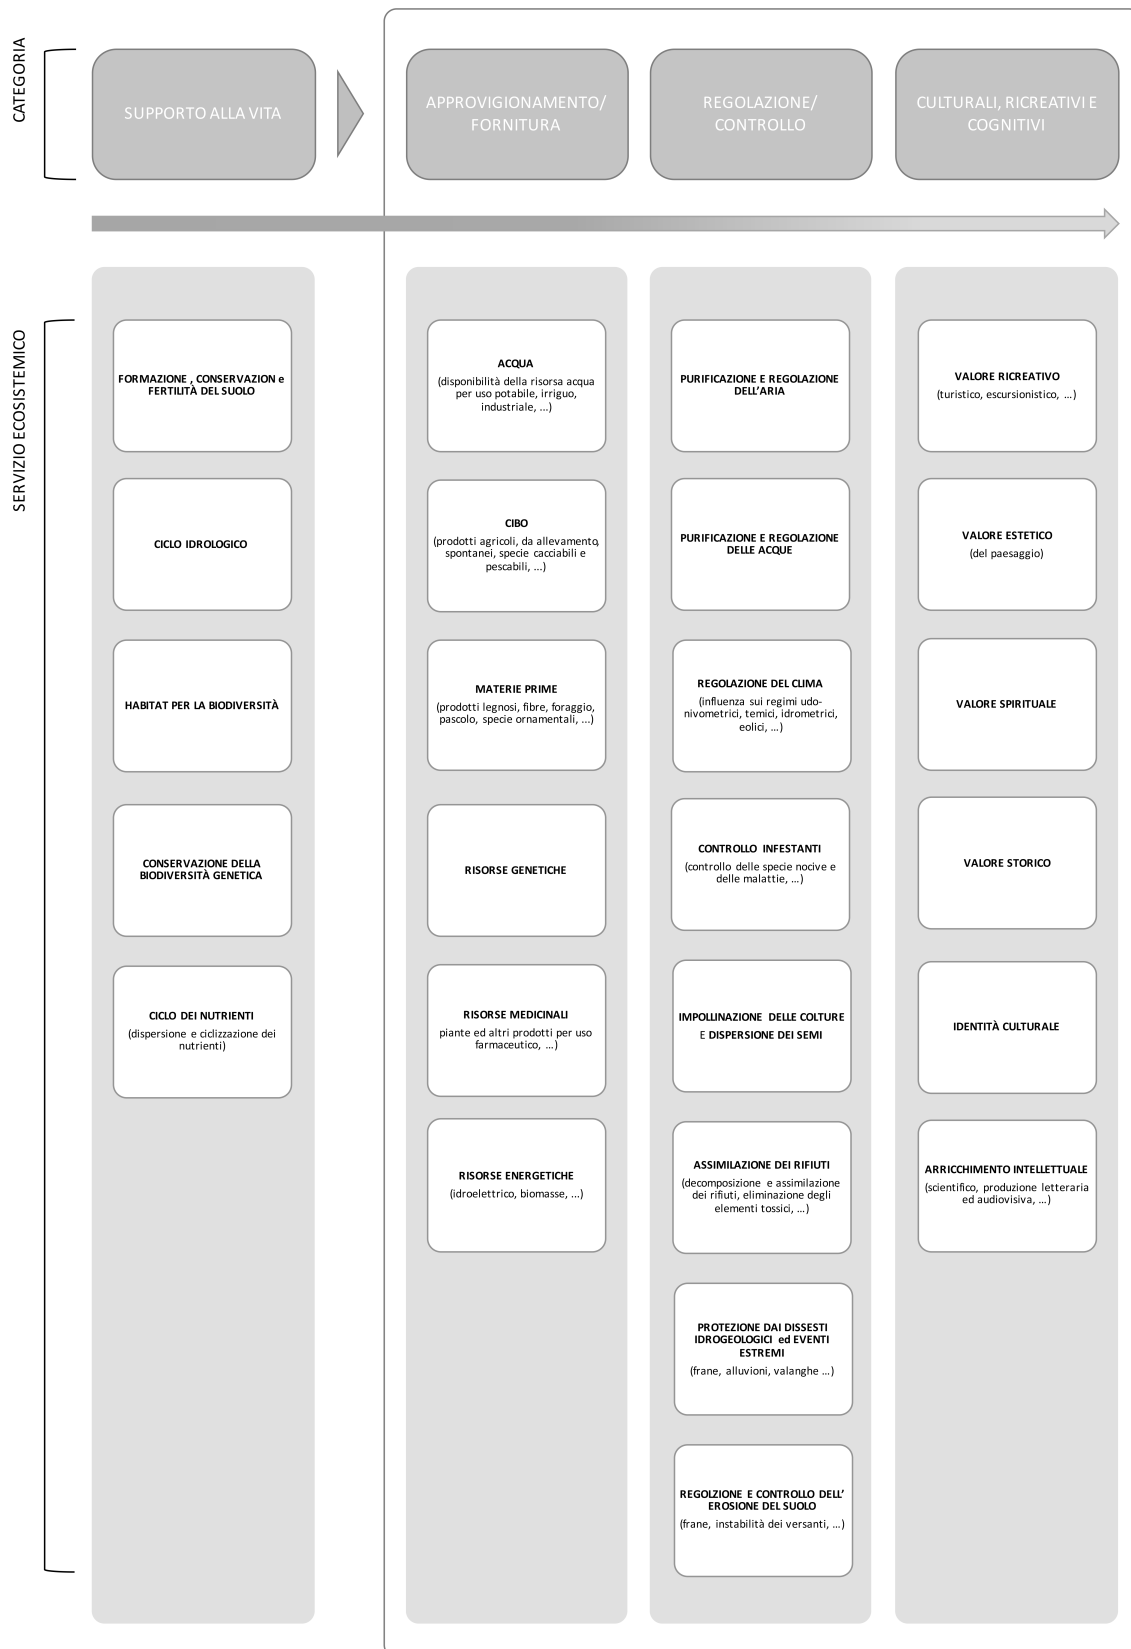 CATEGORIA
SUPPORTO ALLA VITA
APPROVIGIONAMENTO/
FORNITURA
REGOLAZIONE/
CONTROLLO
CULTURALI, RICREATIVI E
COGNITIVI
SERVIZIO ECOSISTEMICO
FORMAZIONE , CONSERVAZION e
FERTILITÀ DEL SUOLO
CICLO IDROLOGICO
HABITAT PER LA BIODIVERSITÀ
CONSERVAZIONE DELLA
BIODIVERSITÀ GENETICA
CICLO DEI NUTRIENTI
(dispersione e ciclizzazione dei
nutrienti)
ACQUA
(disponibilità della risorsa acqua
per uso potabile, irriguo,
industriale, ...)
CIBO
(prodotti agricoli, da allevamento,
spontanei, specie cacciabili e
pescabili, ...)
MATERIE PRIME
(prodotti legnosi, fibre, foraggio,
pascolo, specie ornamentali, ...)
RISORSE GENETICHE
RISORSE MEDICINALI
piante ed altri prodotti per uso
farmaceutico, ...)
RISORSE ENERGETICHE
(idroelettrico, biomasse, ...)
PURIFICAZIONE E REGOLAZIONE
DELL'ARIA
PURIFICAZIONE E REGOLAZIONE
DELLE ACQUE
REGOLAZIONE DEL CLIMA
(influenza sui regimi udo-
nivometrici, temici, idrometrici,
eolici, ...)
CONTROLLO INFESTANTI
(controllo delle specie nocive e
delle malattie, ...)
IMPOLLINAZIONE DELLE COLTURE
E DISPERSIONE DEI SEMI
ASSIMILAZIONE DEI RIFIUTI
(decomposizione e assimilazione
dei rifiuti, eliminazione degli
elementi tossici, ...)
PROTEZIONE DAI DISSESTI
IDROGEOLOGICI ed EVENTI
ESTREMI
(frane, alluvioni, valanghe ...)
REGOLZIONE E CONTROLLO DELL'
EROSIONE DEL SUOLO
(frane, instabilità dei versanti, ...)
VALORE RICREATIVO
(turistico, escursionistico, ...)
VALORE ESTETICO
(del paesaggio)
VALORE SPIRITUALE
VALORE STORICO
IDENTITÀ CULTURALE
ARRICCHIMENTO INTELLETTUALE
(scientifico, produzione letteraria
ed audiovisiva, ...)